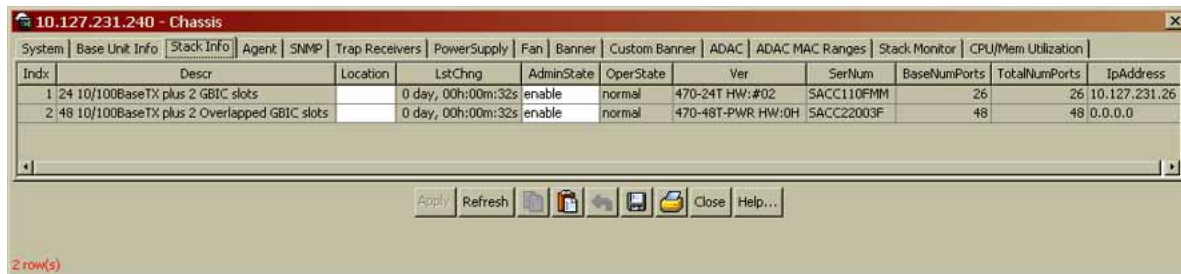 10.127.231.240 - Chassis
System Base Unit Info Stack Info Agent SNMP Trap Receivers PowerSupply Fan Banner Custom Banner ADAC ADAC MAC Ranges Stack Monitor CPU/Mem Utilization
Indx Descr Location LstChng AdminState OperState Ver SerNum BaseNumPorts TotalNumPorts IpAddress
1 24 10/100BaseTX plus 2 GBIC slots 0 day, 00h:00m:32s enable normal 470-24T HW:#02 SACC110FMM 26 26 10.127.231.26
2 48 10/100BaseTX plus 2 Overlapped GBIC slots 0 day, 00h:00m:32s enable normal 470-48T-PWR HW:0H SACC22003F 48 48 0.0.0.0
Apply Refresh Close Help...
2 row(s)